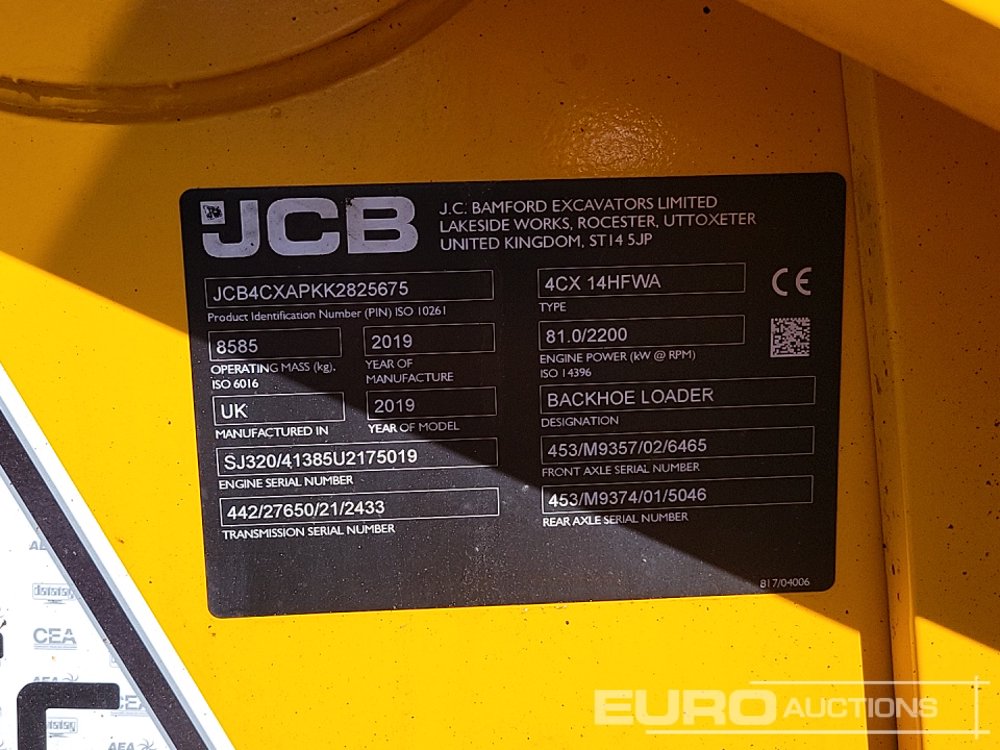 JCB
J.C. BAMFORD EXCAVATORS LIMITED
LAKESIDE WORKS, ROCESTER, UTTOXETER
UNITED KINGDOM, ST14 5JP
JCB4CXAPKK2825675
Product Identification Number (PIN) ISO 10261
8585
OPERATING MASS (kg).
ISO 6016
2019
YEAR OF
MANUFACTURE
UK
MANUFACTURED IN
2019
YEAR OF MODEL
SJ320/41385U2175019
ENGINE SERIAL NUMBER
442/27650/21/2433
TRANSMISSION SERIAL NUMBER
4CX 14HFWA
TYPE
CE
81.0/2200
ENGINE POWER (kW @ RPM)
ISO 14396
BACKHOE LOADER
DESIGNATION
453/M9357/02/6465
FRONT AXLE SERIAL NUMBER
453/M9374/01/5046
REAR AXLE SERIAL NUMBER
817/04006
CEA
CEA
AEA
EURO AUCTIONS